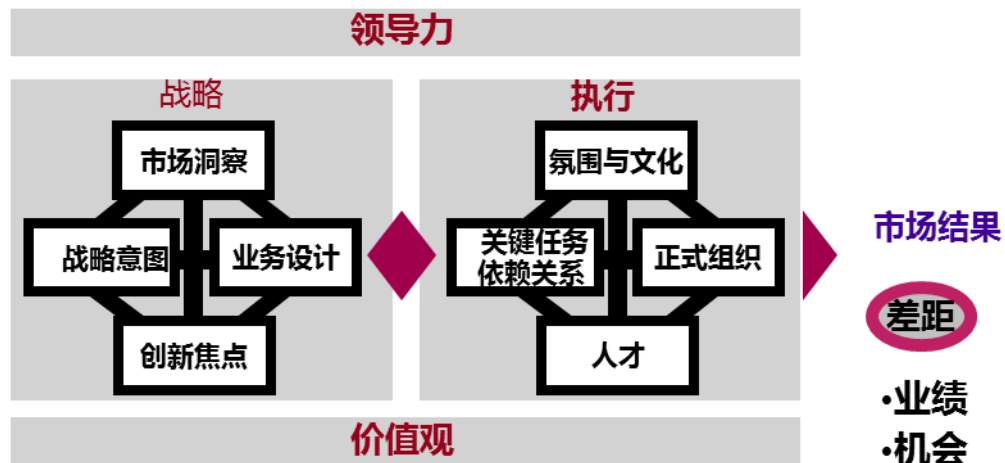 领导力
战略
市场洞察
战略意图
业务设计
创新焦点
执行
氛围与文化
关键任务
依赖关系
正式组织
人才
市场结果
差距
·业绩
·机会
价值观